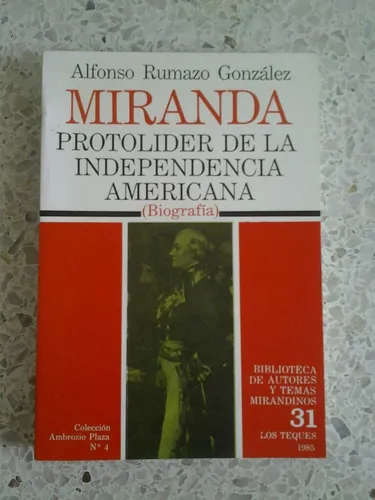 Alfonso Rumazo González
MIRANDA
PROTOLIDER DE LA
INDEPENDENCIA
AMERICANA
(Biografía)
BIBLIOTECA
DE AUTORES
Y TEMAS
MIRANDINOS
31
LOS TEQUES
1985
Colección
Ambrosio Plaza
Nº 4